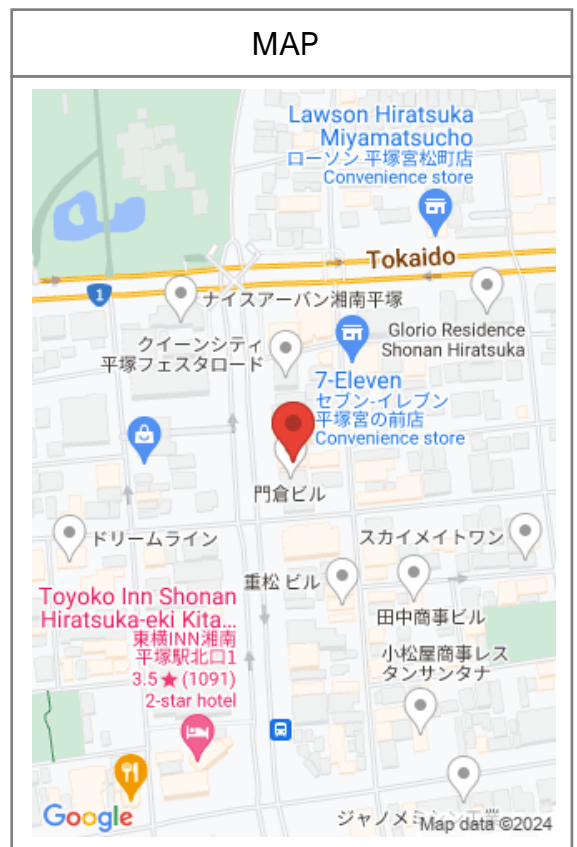 MAP
Lawson Hiratsuka
Miyamatsucho
ローソン 平塚宮松町店
Convenience store
Tokaido
1
ナイスアーバン湘南平塚
クイーンシティ
平塚フェスタロード
Glorio Residence
Shonan Hiratsuka
7-Eleven
セブン-イレブン
平塚宮の前店
Convenience store
門倉ビル
ドリームライン
スカイメイトワン
重松 ビル
田中商事ビル
Toyoko Inn Shonan
Hiratsuka-eki Kita...
東横INN湘南
平塚駅北口1
3.5★(1091)
2-star hotel
小松屋商事レス
タンサンタナ
Google
ジャノメミシン
Map data ©2024